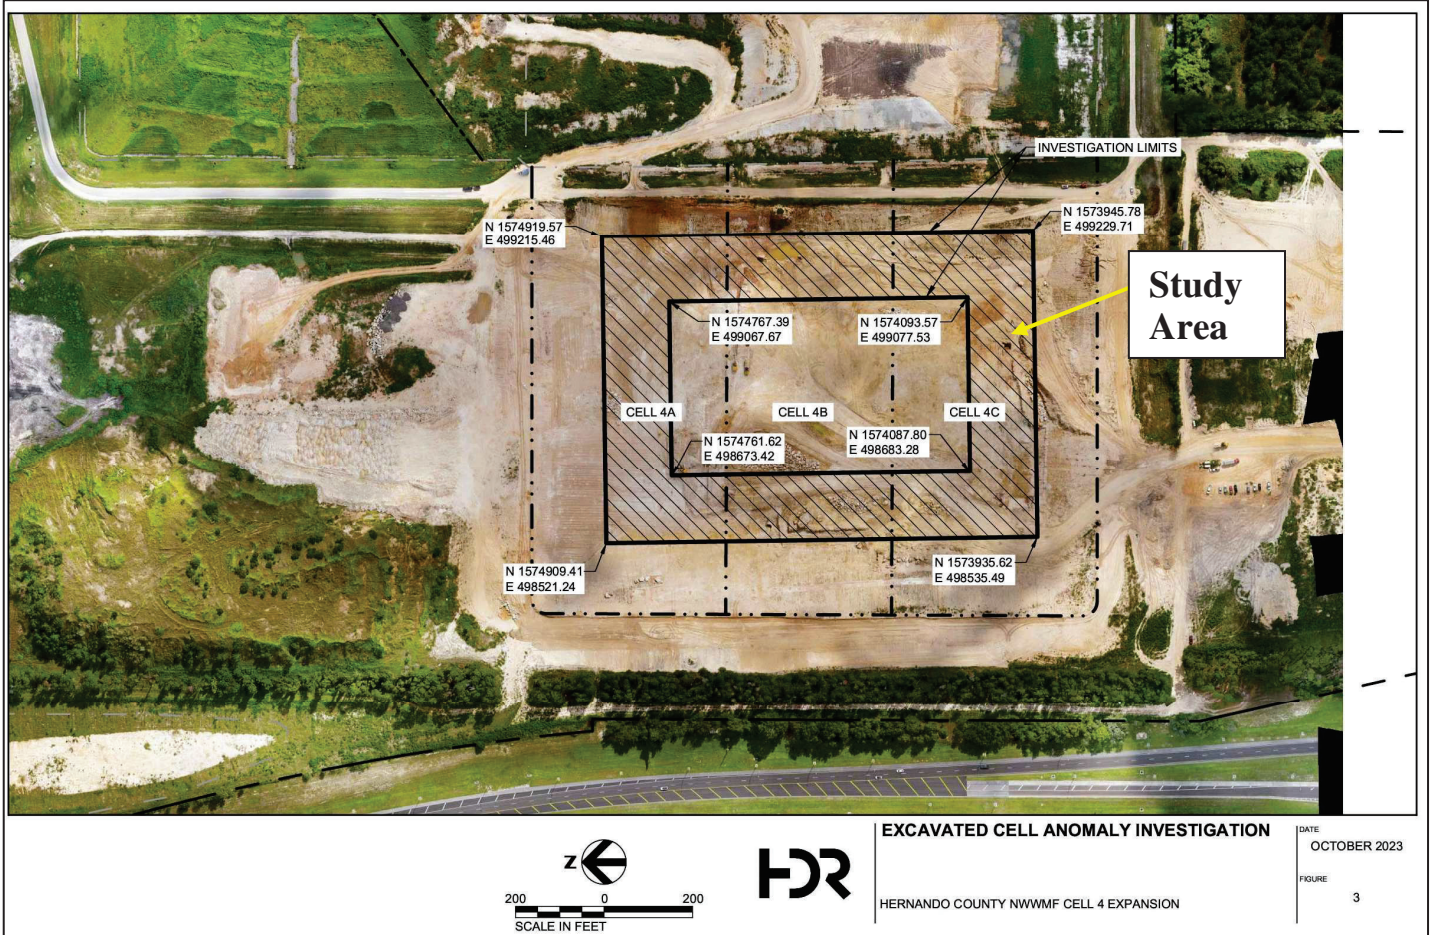 INVESTIGATION LIMITS
N 1574919.57
E 499215.46
N 1573945.78
E 499229.71
Study
Area
N 1574767.39
E 499067.67
N 1574093.57
E 499077.53
CELL 4A
CELL 4B
CELL 4C
N 1574761.62
E 498673.42
N 1574087.80
E 498683.28
N 1574909.41
E 498521.24
N 1573935.62
E 498535.49
Z
200 0 200
SCALE IN FEET
HDR
EXCAVATED CELL ANOMALY INVESTIGATION
HERNANDO COUNTY NWWMF CELL 4 EXPANSION
DATE
OCTOBER 2023
FIGURE
3